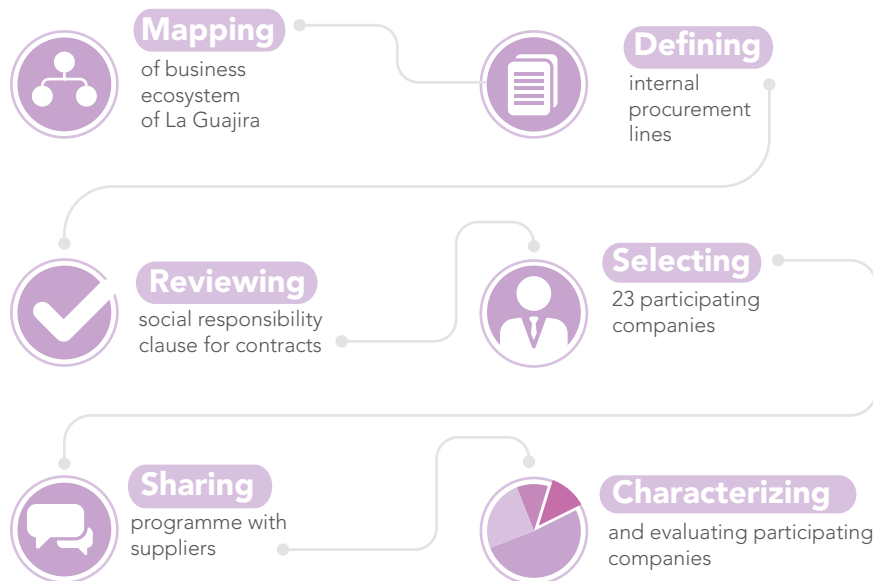 Mapping
of business
ecosystem
of La Guajira
Defining
internal
procurement
lines
Reviewing
social responsibility
clause for contracts
Selecting
23 participating
companies
Sharing
programme with
suppliers
Characterizing
and evaluating participating
companies